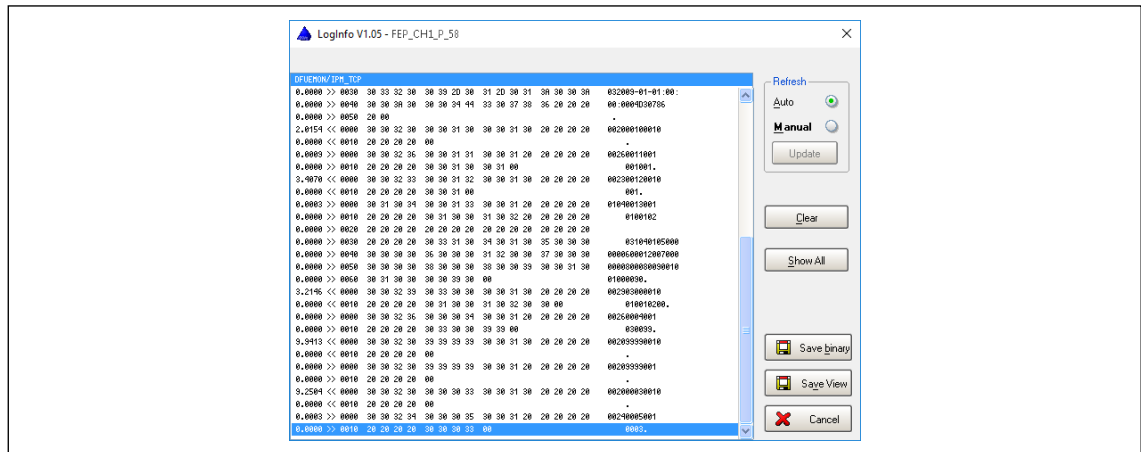 LogInfo V1.05 - FEP_CH1_P_58
DFUEMON/IPM_TCP
0.0000 >> 0030 30 33 32 30 30 39 2D 30 31 2D 30 31 3A 30 30 3A 032009-01-01:00:
0.0000 >> 0040 30 30 3A 30 30 30 34 44 33 30 37 38 36 20 20 20 00:0004D30786
0.0000 >> 0050 20 00 .
2.0154 << 0000 30 30 32 30 30 30 31 30 30 30 31 30 20 20 20 20 002000100010
0.0000 << 0010 20 20 20 20 00 .
0.0009 >> 0000 30 30 32 36 30 30 31 31 30 30 31 20 20 20 20 20 00260011001
0.0000 >> 0010 20 20 20 20 30 30 31 30 30 31 00 001001.
3.4070 << 0000 30 30 32 33 30 30 31 32 30 30 31 30 20 20 20 20 002300120010
0.0000 << 0010 20 20 20 20 30 30 31 00 001.
0.0003 >> 0000 30 31 30 34 30 30 31 33 30 30 31 20 20 20 20 20 01040013001
0.0000 >> 0010 20 20 20 20 30 31 30 30 31 30 32 20 20 20 20 20 0100102
0.0000 >> 0020 20 20 20 20 20 20 20 20 20 20 20 20 20 20 20 20
0.0000 >> 0030 20 20 20 20 30 33 31 30 34 30 31 30 35 30 30 30 031040105000
0.0000 >> 0040 30 30 30 30 36 30 30 30 31 32 30 30 37 30 30 30 0000600012007000
0.0000 >> 0050 30 30 30 30 38 30 30 30 38 30 30 39 30 30 31 30 0000800080090010
0.0000 >> 0060 30 31 30 30 30 30 39 30 00 01000090.
3.2146 << 0000 30 30 32 39 30 33 30 30 30 30 31 30 20 20 20 20 002903000010
0.0000 << 0010 20 20 20 20 30 31 30 30 31 30 32 30 30 00 010010200.
0.0000 >> 0000 30 30 32 36 30 30 30 34 30 30 31 20 20 20 20 20 00260004001
0.0000 >> 0010 20 20 20 20 30 33 30 30 39 39 00 030099.
9.9413 << 0000 30 30 32 30 39 39 39 39 30 30 31 30 20 20 20 20 002099990010
0.0000 << 0010 20 20 20 20 00 .
0.0000 >> 0000 30 30 32 30 39 39 39 39 30 30 31 20 20 20 20 20 00209999001
0.0000 >> 0010 20 20 20 20 00 .
9.2504 << 0000 30 30 32 30 30 30 30 33 30 30 31 30 20 20 20 20 002000030010
0.0000 << 0010 20 20 20 20 00 .
0.0003 >> 0000 30 30 32 34 30 30 30 35 30 30 31 20 20 20 20 20 00240005001
0.0000 >> 0010 20 20 20 20 30 30 30 33 00 0003.
Refresh
Auto
Manual
Update
Clear
Show All
Save binary
Save View
Cancel